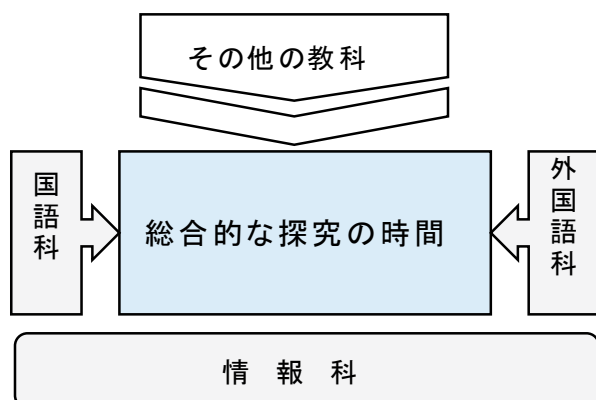 その他の教科
国語科
総合的な探究の時間
外国語科
情報科